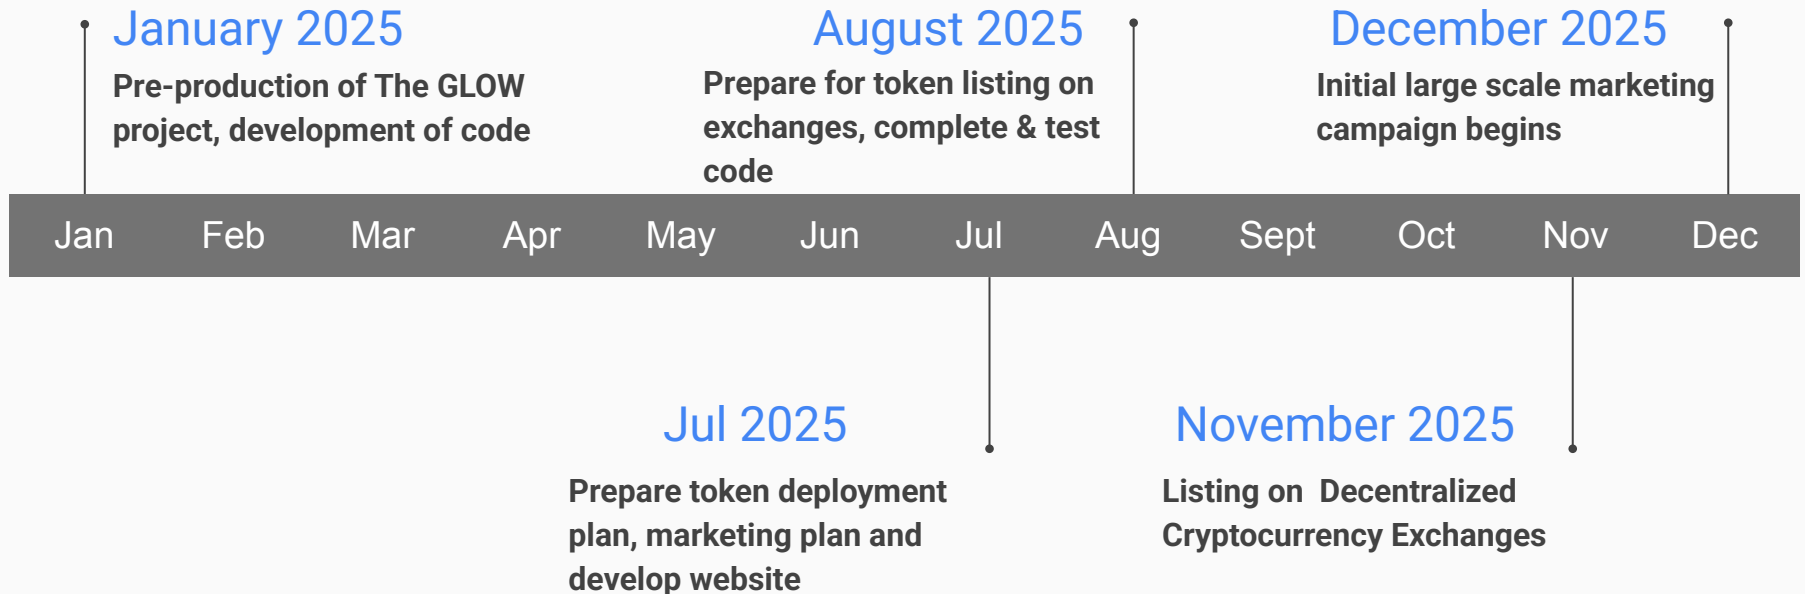 January 2025
Pre-production of The GLOW
project, development of code
August 2025
Prepare for token listing on
exchanges, complete & test
code
December 2025
Initial large scale marketing
campaign begins
Jan Feb Mar Apr May Jun Jul Aug Sept Oct Nov Dec
Jul 2025
Prepare token deployment
plan, marketing plan and
develop website
November 2025
Listing on  Decentralized
Cryptocurrency Exchanges